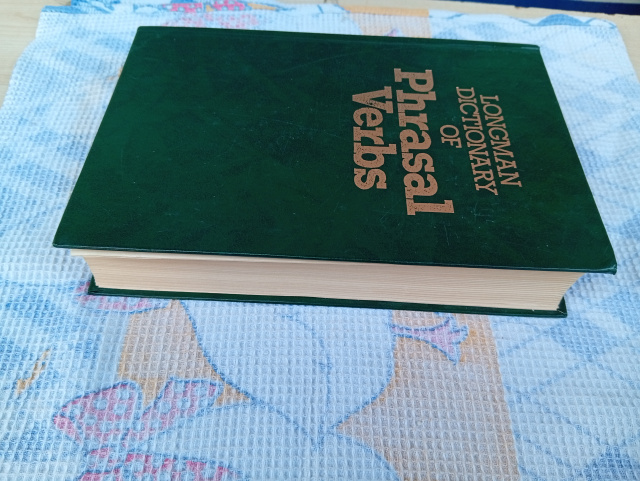 LONGMAN
DICTIONARY
OF
Phrasal
Verbs